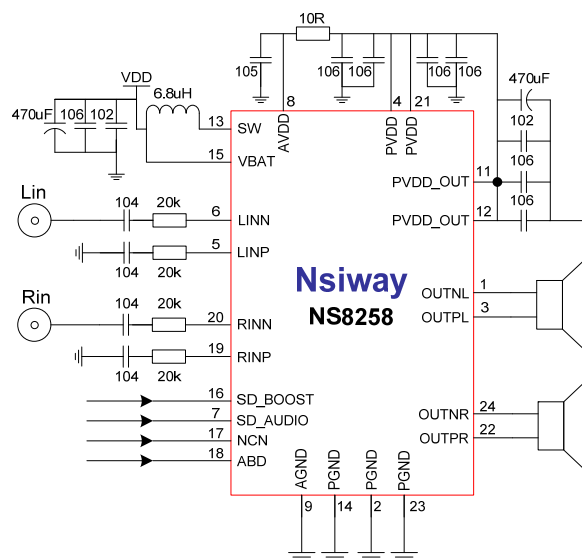 10R
105
106
106
106
106
470uF
102
106
106
VDD
6.8uH
470uF
106
102
8
4
21
AVDD
PVDD
PVDD
13
SW
15
VBAT
11
PVDD_OUT
12
PVDD_OUT
Lin
104
20k
6
LINN
5
LINP
104
20k
Nsiway
NS8258
1
OUTNL
3
OUTPL
Rin
104
20k
20
RINN
19
RINP
104
20k
16
SD_BOOST
7
SD_AUDIO
17
NCN
18
ABD
24
OUTNR
22
OUTPR
AGND
PGND
PGND
PGND
9
14
2
23